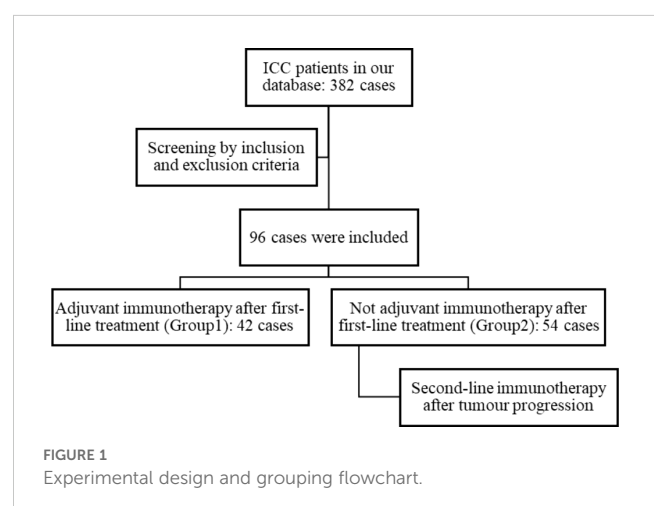 ICC patients in our
database: 382 cases
Screening by inclusion
and exclusion criteria
96 cases were included
Adjuvant immunotherapy after first-
line treatment (Group1): 42 cases
Not adjuvant immunotherapy after
first-line treatment (Group2): 54 cases
Second-line immunotherapy
after tumour progression
FIGURE 1
Experimental design and grouping flowchart.